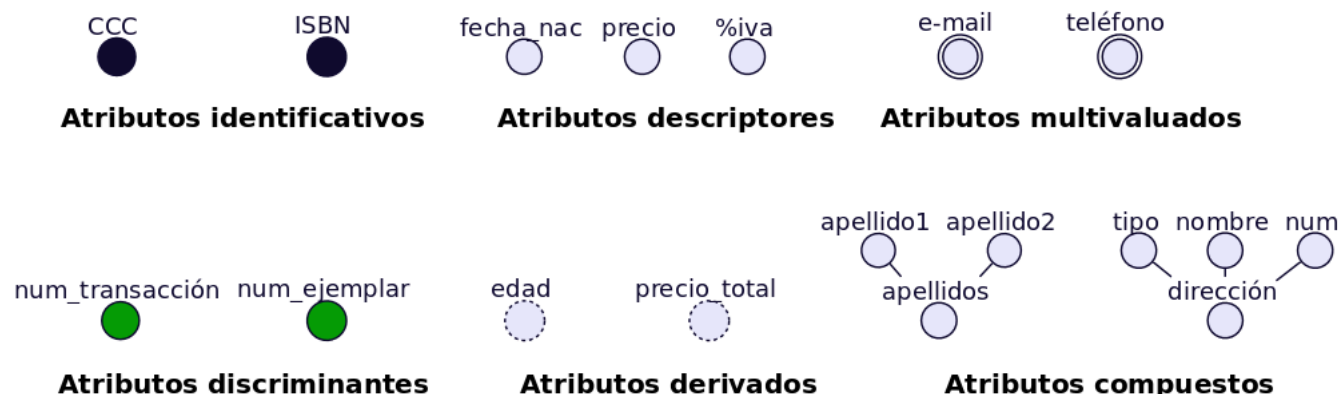 CCC ISBN fecha_nac precio %iva e-mail teléfono
Atributos identificativos Atributos descriptores Atributos multivaluados
apellido1 apellido2 tipo nombre num
num_transacción num_ejemplar edad precio_total apellidos dirección
Atributos discriminantes Atributos derivados Atributos compuestos